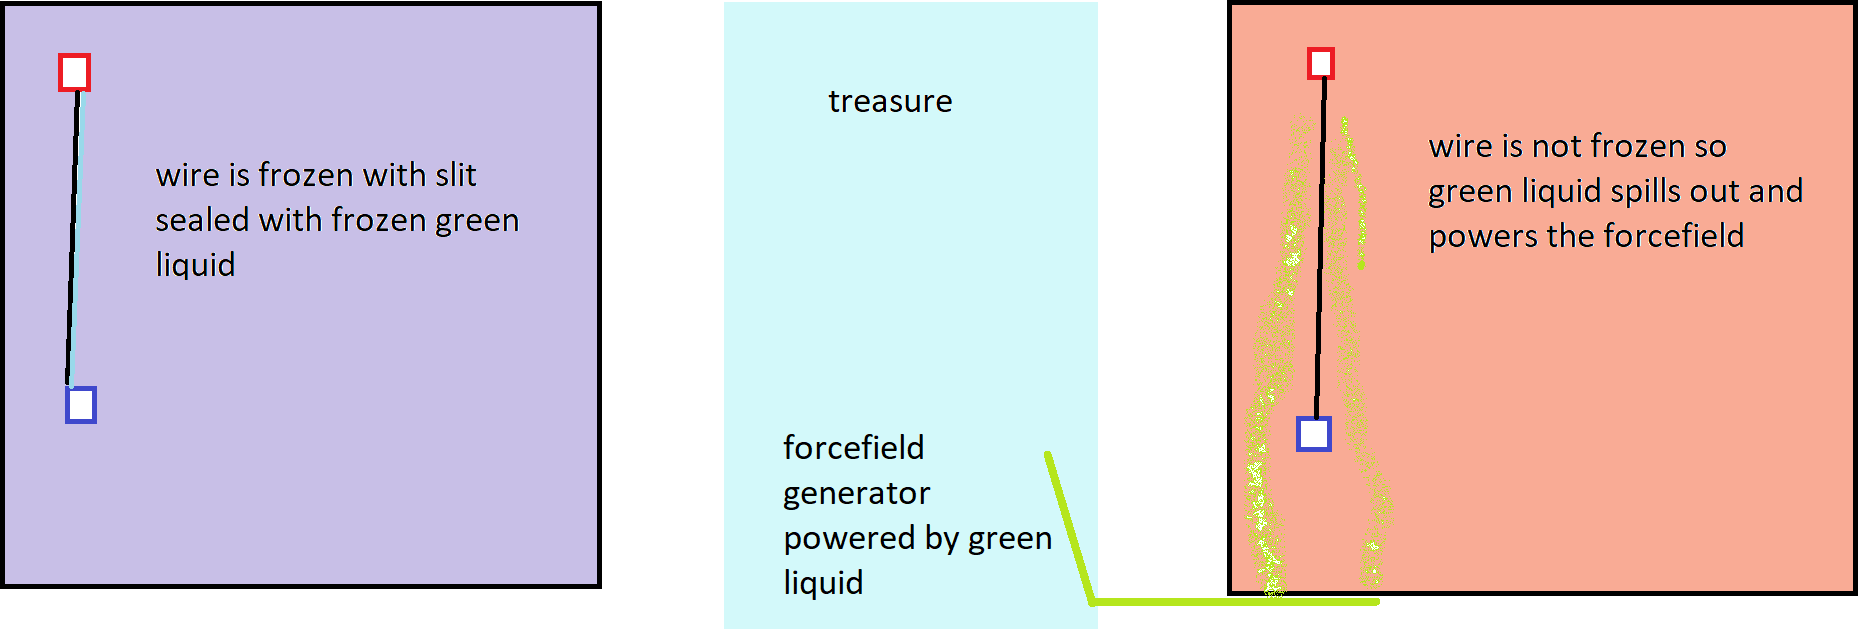 wire is frozen with slit
sealed with frozen green
liquid
treasure
forcefield
generator
powered by green
liquid
wire is not frozen so
green liquid spills out and
powers the forcefield